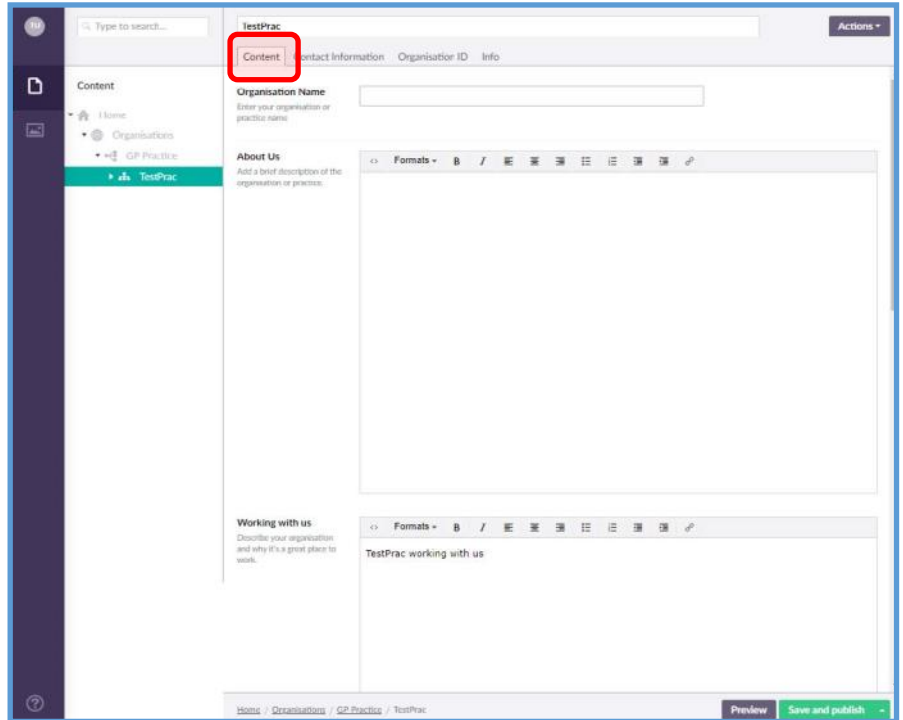 TM
Type to search...
TestPrac
Actions
Content Contact Information Organisation ID Info
Content
Home
Organisations
GP Practice
TestPrac
Organisation Name
Enter your organisation or
practice name
About Us
Add a brief description of the
organisation or practice.
Formats B I
Working with us
Describe your organisation
and why it's a great place to
work.
Formats B I
TestPrac working with us
Home / Organisations / GP Practice / TestPrac
Preview
Save and publish